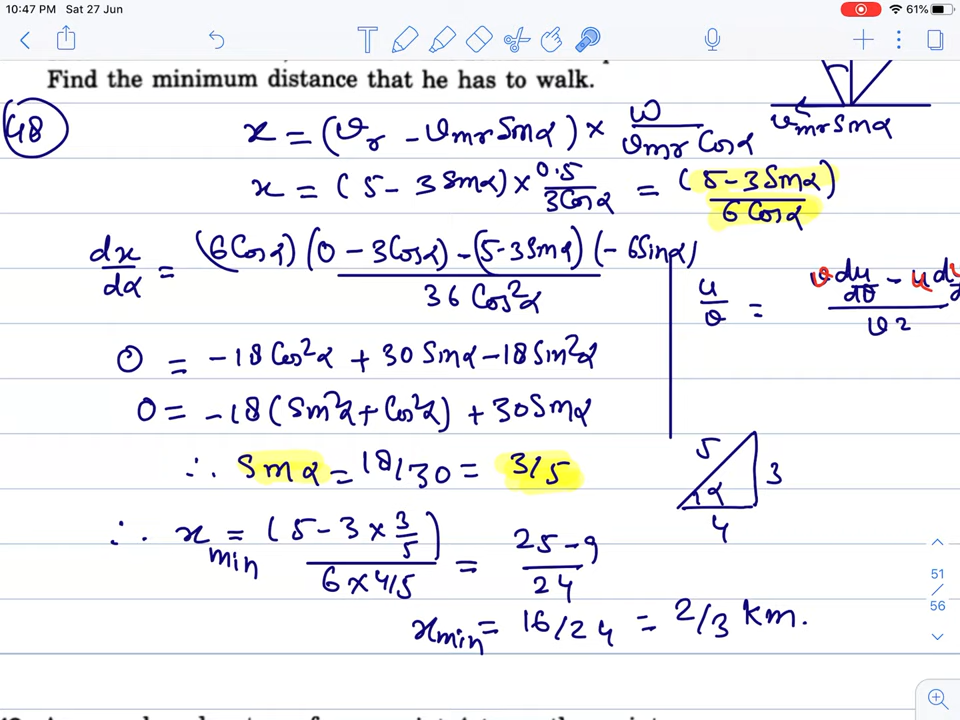 10:47 PM Sat 27 Jun
61%
Find the minimum distance that he has to walk.
48
x = (υr − υmr Sinα) × ω / υmr Cosα
υmr Sinα
x = (5 − 3 Sinα) × 0.5 / 3Cosα = (5 − 3 Sinα) / 6 Cosα
dx/dα = (6Cosα)(0 − 3Cosα) − (5 − 3Sinα)(− 6Sinα) / 36 Cos²α
u/υ = υ du/dθ − u dυ / υ²
0 = −18 Cos²α + 30 Sinα − 18 Sin²α
0 = −18 (Sin²α + Cos²α) + 30 Sinα
∴ Sinα = 18/30 = 3/5
5
3
α
4
∴ x min = (5 − 3 × 3/5) / 6 × 4/5 = 25 − 9 / 24
xmin = 16/24 = 2/3 km.
51
/
56